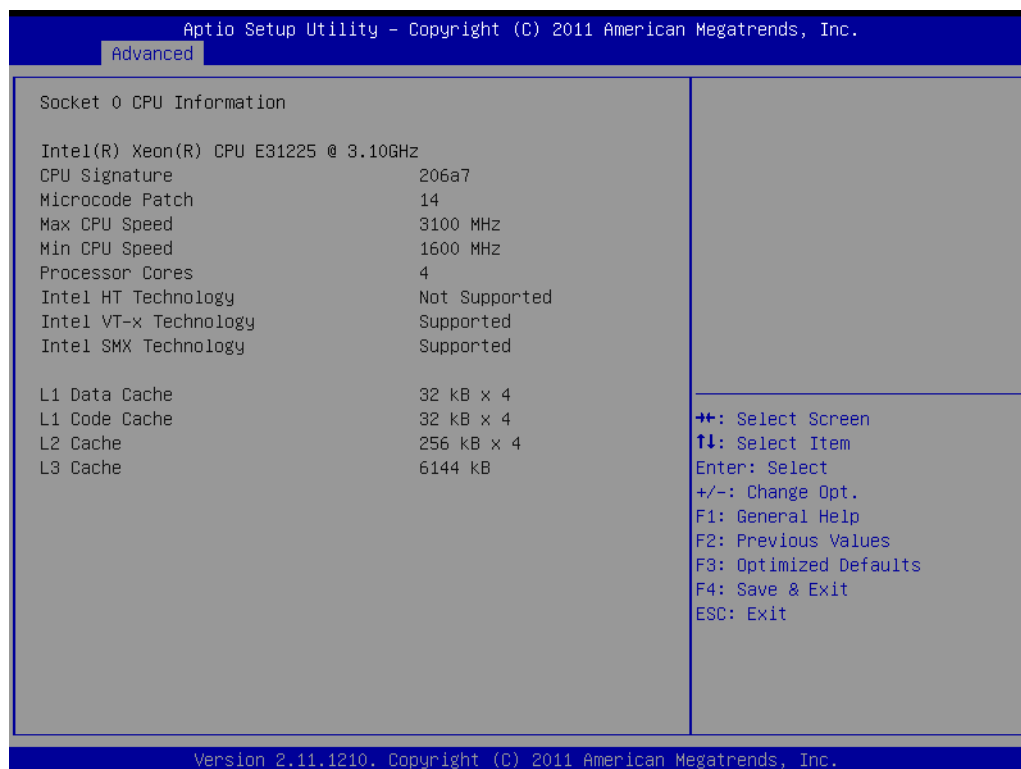 Aptio Setup Utility – Copyright (C) 2011 American Megatrends, Inc.
Advanced
Socket 0 CPU Information
Intel(R) Xeon(R) CPU E31225 @ 3.10GHz
CPU Signature 206a7
Microcode Patch 14
Max CPU Speed 3100 MHz
Min CPU Speed 1600 MHz
Processor Cores 4
Intel HT Technology Not Supported
Intel VT-x Technology Supported
Intel SMX Technology Supported
L1 Data Cache 32 kB x 4
L1 Code Cache 32 kB x 4
L2 Cache 256 kB x 4
L3 Cache 6144 kB
→←: Select Screen
↑↓: Select Item
Enter: Select
+/-: Change Opt.
F1: General Help
F2: Previous Values
F3: Optimized Defaults
F4: Save & Exit
ESC: Exit
Version 2.11.1210. Copyright (C) 2011 American Megatrends, Inc.